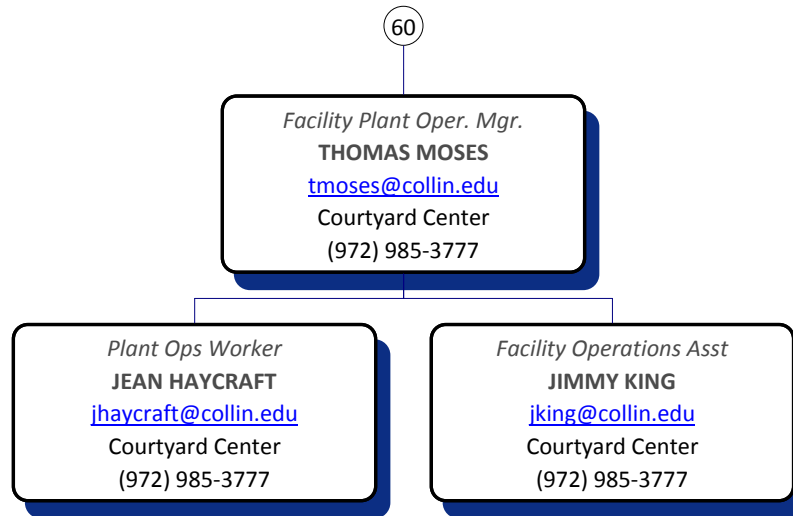 60
Facility Plant Oper. Mgr.
THOMAS MOSES
tmoses@collin.edu
Courtyard Center
(972) 985-3777
Plant Ops Worker
JEAN HAYCRAFT
jhaycraft@collin.edu
Courtyard Center
(972) 985-3777
Facility Operations Asst
JIMMY KING
jking@collin.edu
Courtyard Center
(972) 985-3777